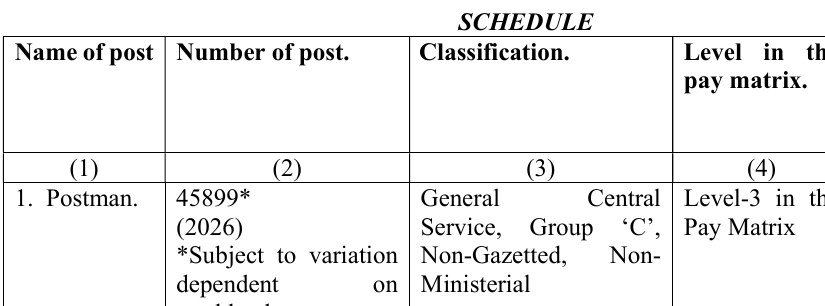 SCHEDULE
Name of post Number of post. Classification. Level in
pay matrix.
(1) (2) (3) (4)
1. Postman. 45899* General Central Level-3 in
(2026) Service, Group ‘C’, Pay Matrix
*Subject to variation Non-Gazetted, Non-
dependent on Ministerial